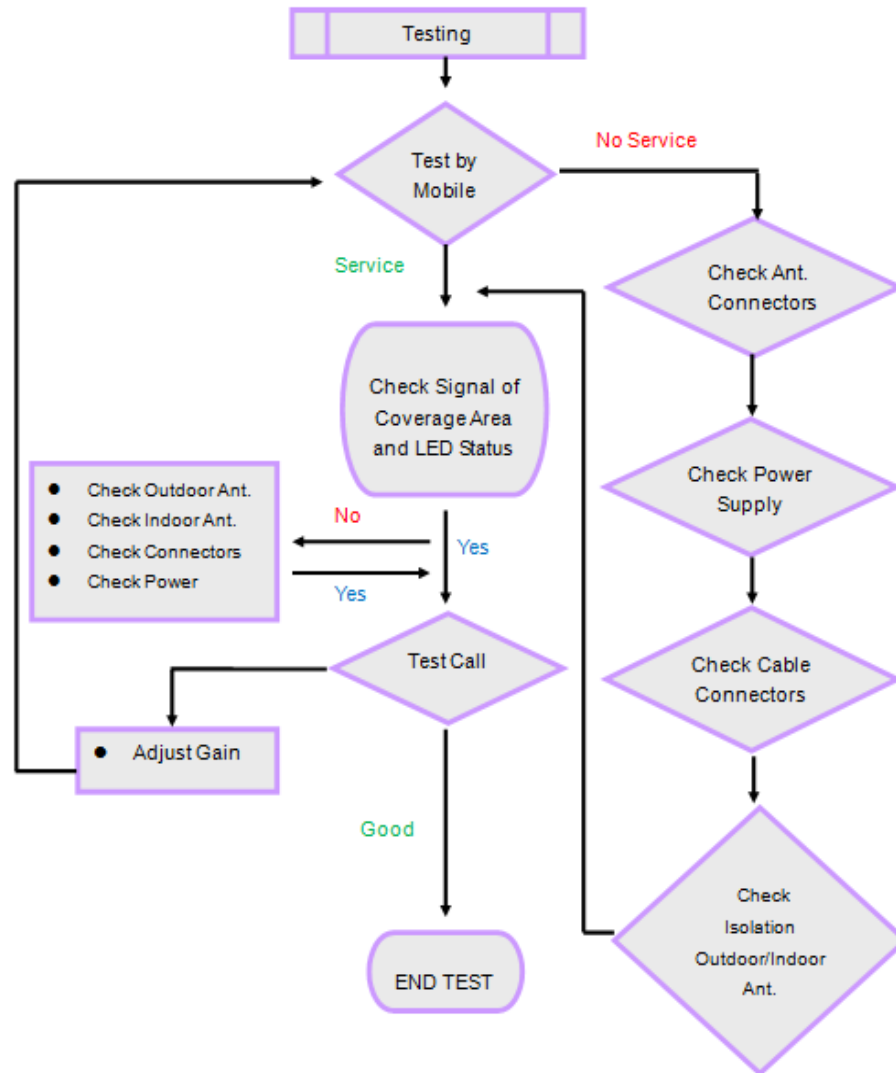 Testing
Test by
Mobile
No Service
Service
Check Ant.
Connectors
Check Signal of
Coverage Area
and LED Status
Check Power
Supply
● Check Outdoor Ant.
● Check Indoor Ant.
● Check Connectors
● Check Power
No
Yes
Yes
Test Call
Check Cable
Connectors
● Adjust Gain
Good
Check
Isolation
Outdoor/Indoor
Ant.
END TEST